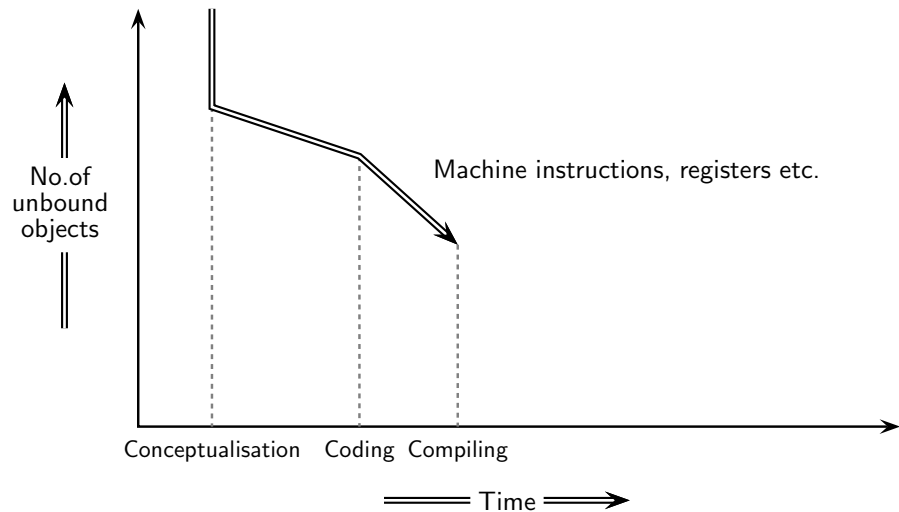 Machine instructions, registers etc.
No.of
unbound
objects
Conceptualisation
Coding
Compiling
Time